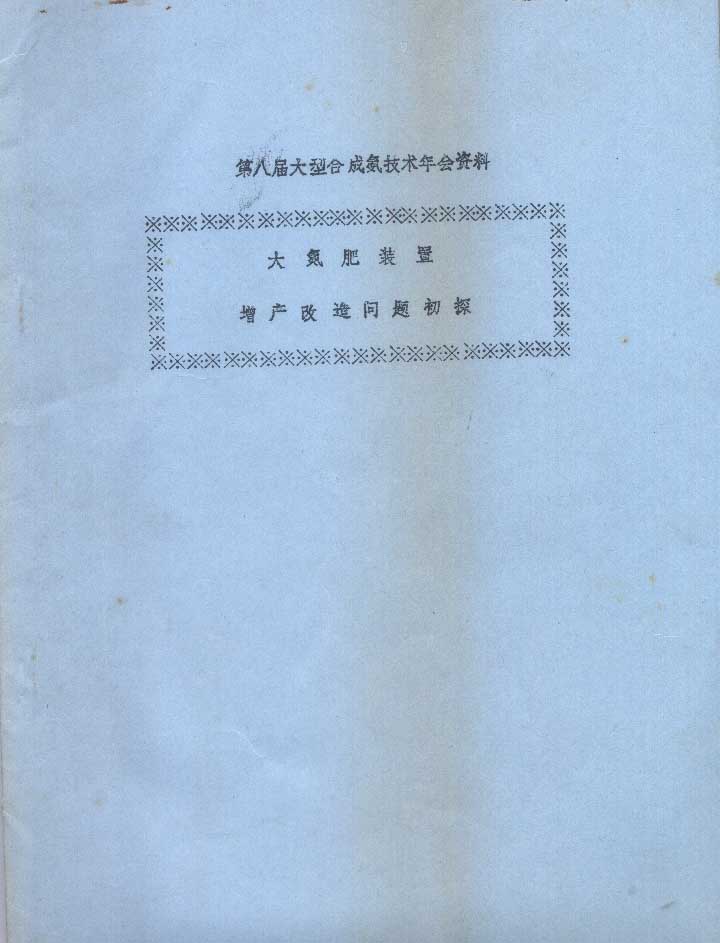 第八届大型合成氨技术年会资料
大氮肥装置
增产改造问题初探